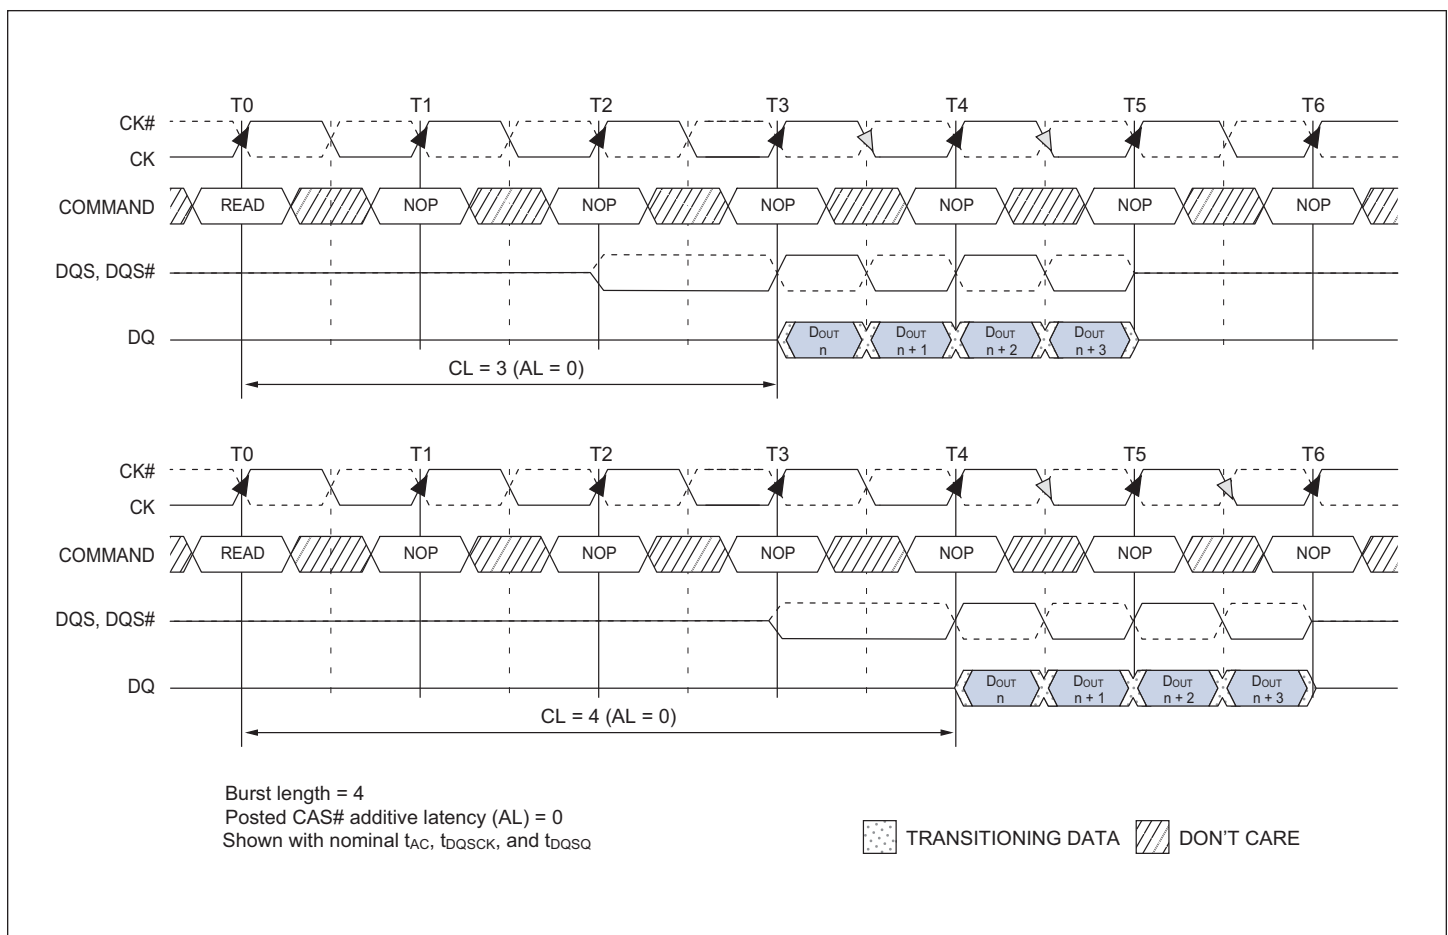 T0 T1 T2 T3 T4 T5 T6
CK#
CK
COMMAND READ NOP NOP NOP NOP NOP NOP
DQS, DQS#
DQ DOUT n DOUT n + 1 DOUT n + 2 DOUT n + 3
CL = 3 (AL = 0)
T0 T1 T2 T3 T4 T5 T6
CK#
CK
COMMAND READ NOP NOP NOP NOP NOP NOP
DQS, DQS#
DQ DOUT n DOUT n + 1 DOUT n + 2 DOUT n + 3
CL = 4 (AL = 0)
Burst length = 4
Posted CAS# additive latency (AL) = 0
Shown with nominal tAC, tDQSCK, and tDQSQ
TRANSITIONING DATA DON'T CARE